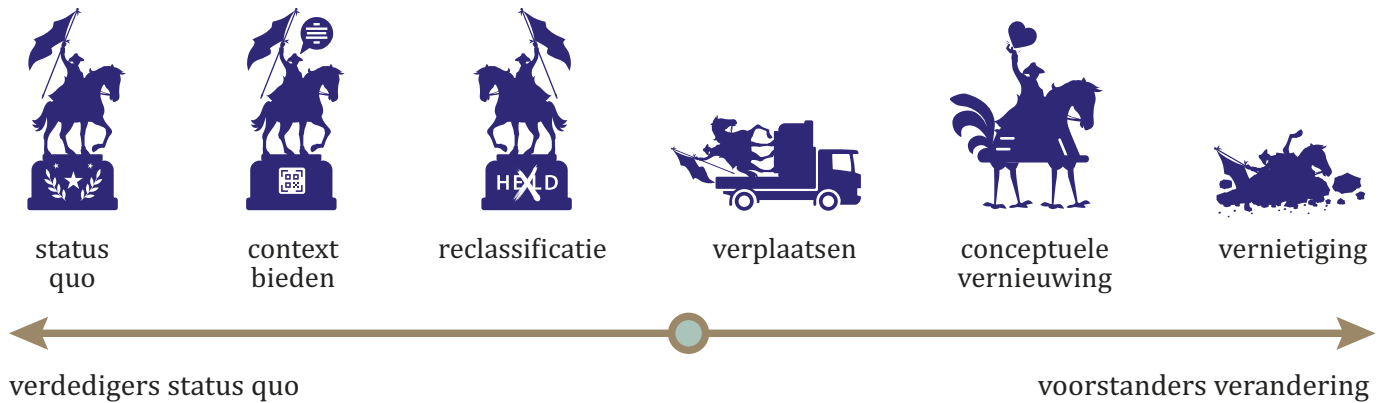 HELD
status
quo
context
bieden
reclassificatie
verplaatsen
conceptuele
vernieuwing
vernietiging
verdedigers status quo
voorstanders verandering